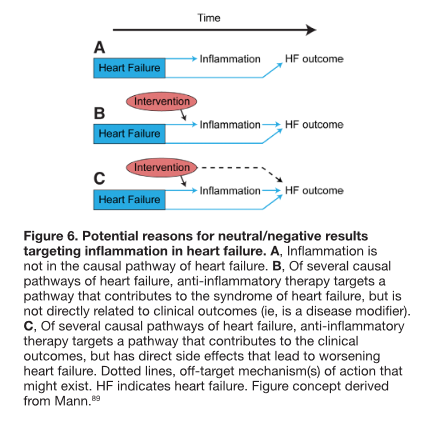 Time
A
Inflammation
HF outcome
Heart Failure
Intervention
B
Inflammation
HF outcome
Heart Failure
Intervention
C
Inflammation
HF outcome
Heart Failure
Figure 6. Potential reasons for neutral/negative results
targeting inflammation in heart failure. A, Inflammation is
not in the causal pathway of heart failure. B, Of several causal
pathways of heart failure, anti-inflammatory therapy targets a
pathway that contributes to the syndrome of heart failure, but is
not directly related to clinical outcomes (ie, is a disease modifier).
C, Of several causal pathways of heart failure, anti-inflammatory
therapy targets a pathway that contributes to the clinical
outcomes, but has direct side effects that lead to worsening
heart failure. Dotted lines, off-target mechanism(s) of action that
might exist. HF indicates heart failure. Figure concept derived
from Mann.89